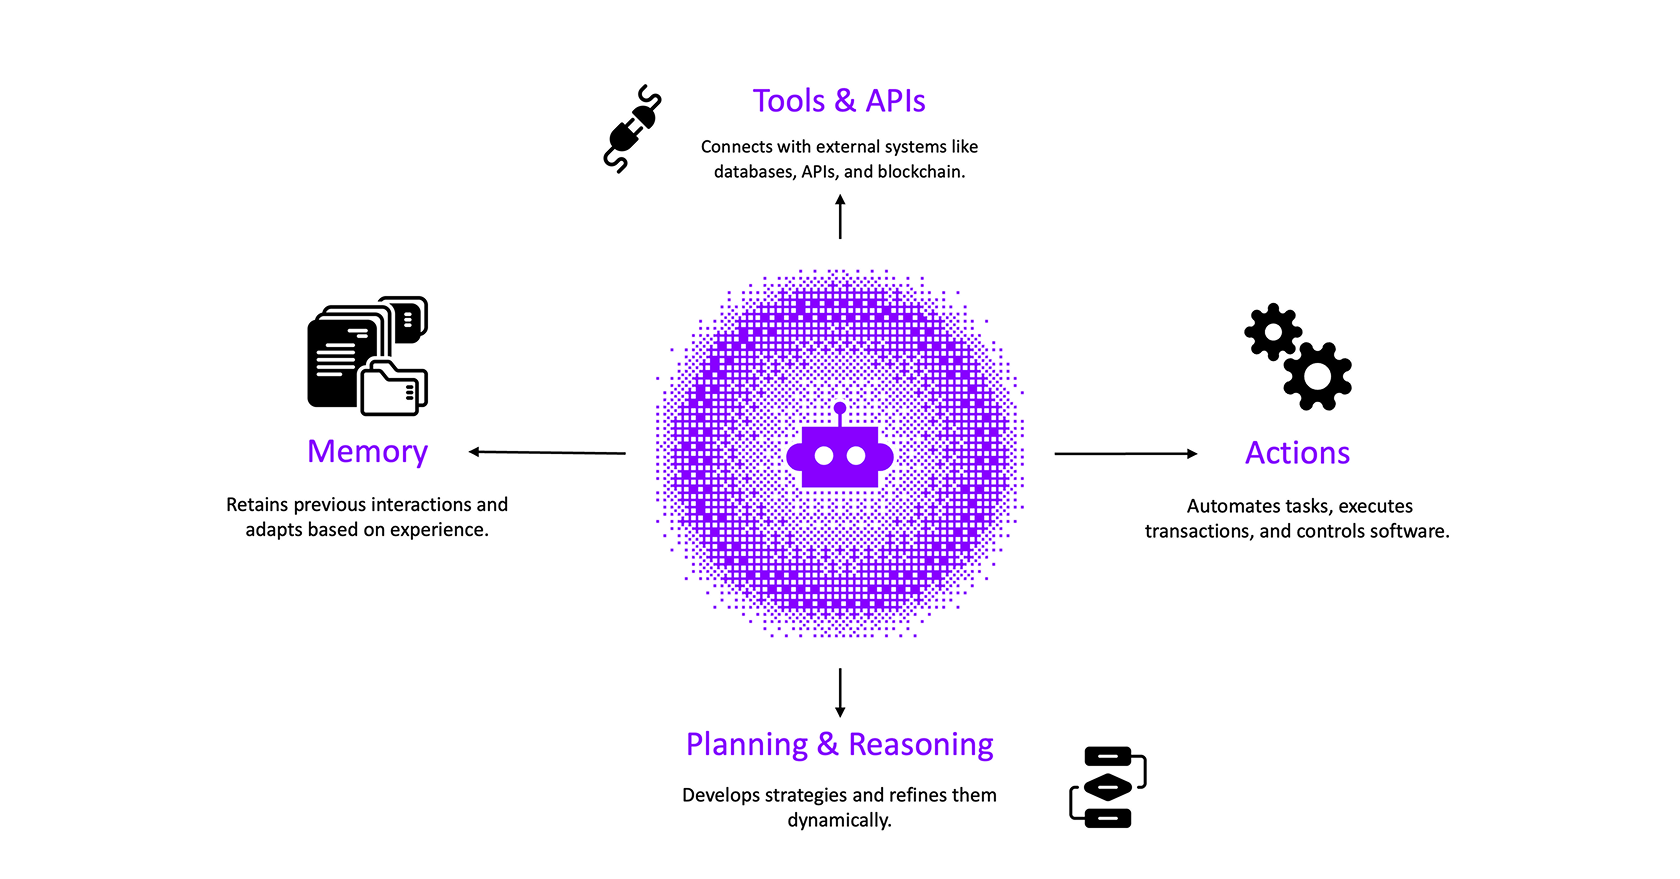 Tools & APIs
Connects with external systems like
databases, APIs, and blockchain.
Memory
Retains previous interactions and
adapts based on experience.
Actions
Automates tasks, executes
transactions, and controls software.
Planning & Reasoning
Develops strategies and refines them
dynamically.